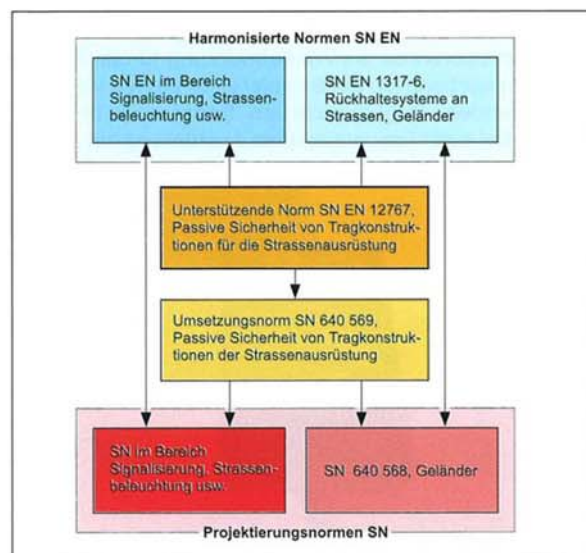 Harmonisierte Normen SN EN
SN EN im Bereich
Signalisierung, Strassen-
beleuchtung usw.
SN EN 1317-6,
Rückhaltesysteme an
Strassen, Geländer
Unterstützende Norm SN EN 12767,
Passive Sicherheit von Tragkonstruk-
tionen für die Strassenausrüstung
Umsetzungsnorm SN 640 569,
Passive Sicherheit von Tragkonstruk-
tionen der Strassenausrüstung
SN im Bereich
Signalisierung, Strassen-
beleuchtung usw.
SN 640 568, Geländer
Projektierungsnormen SN